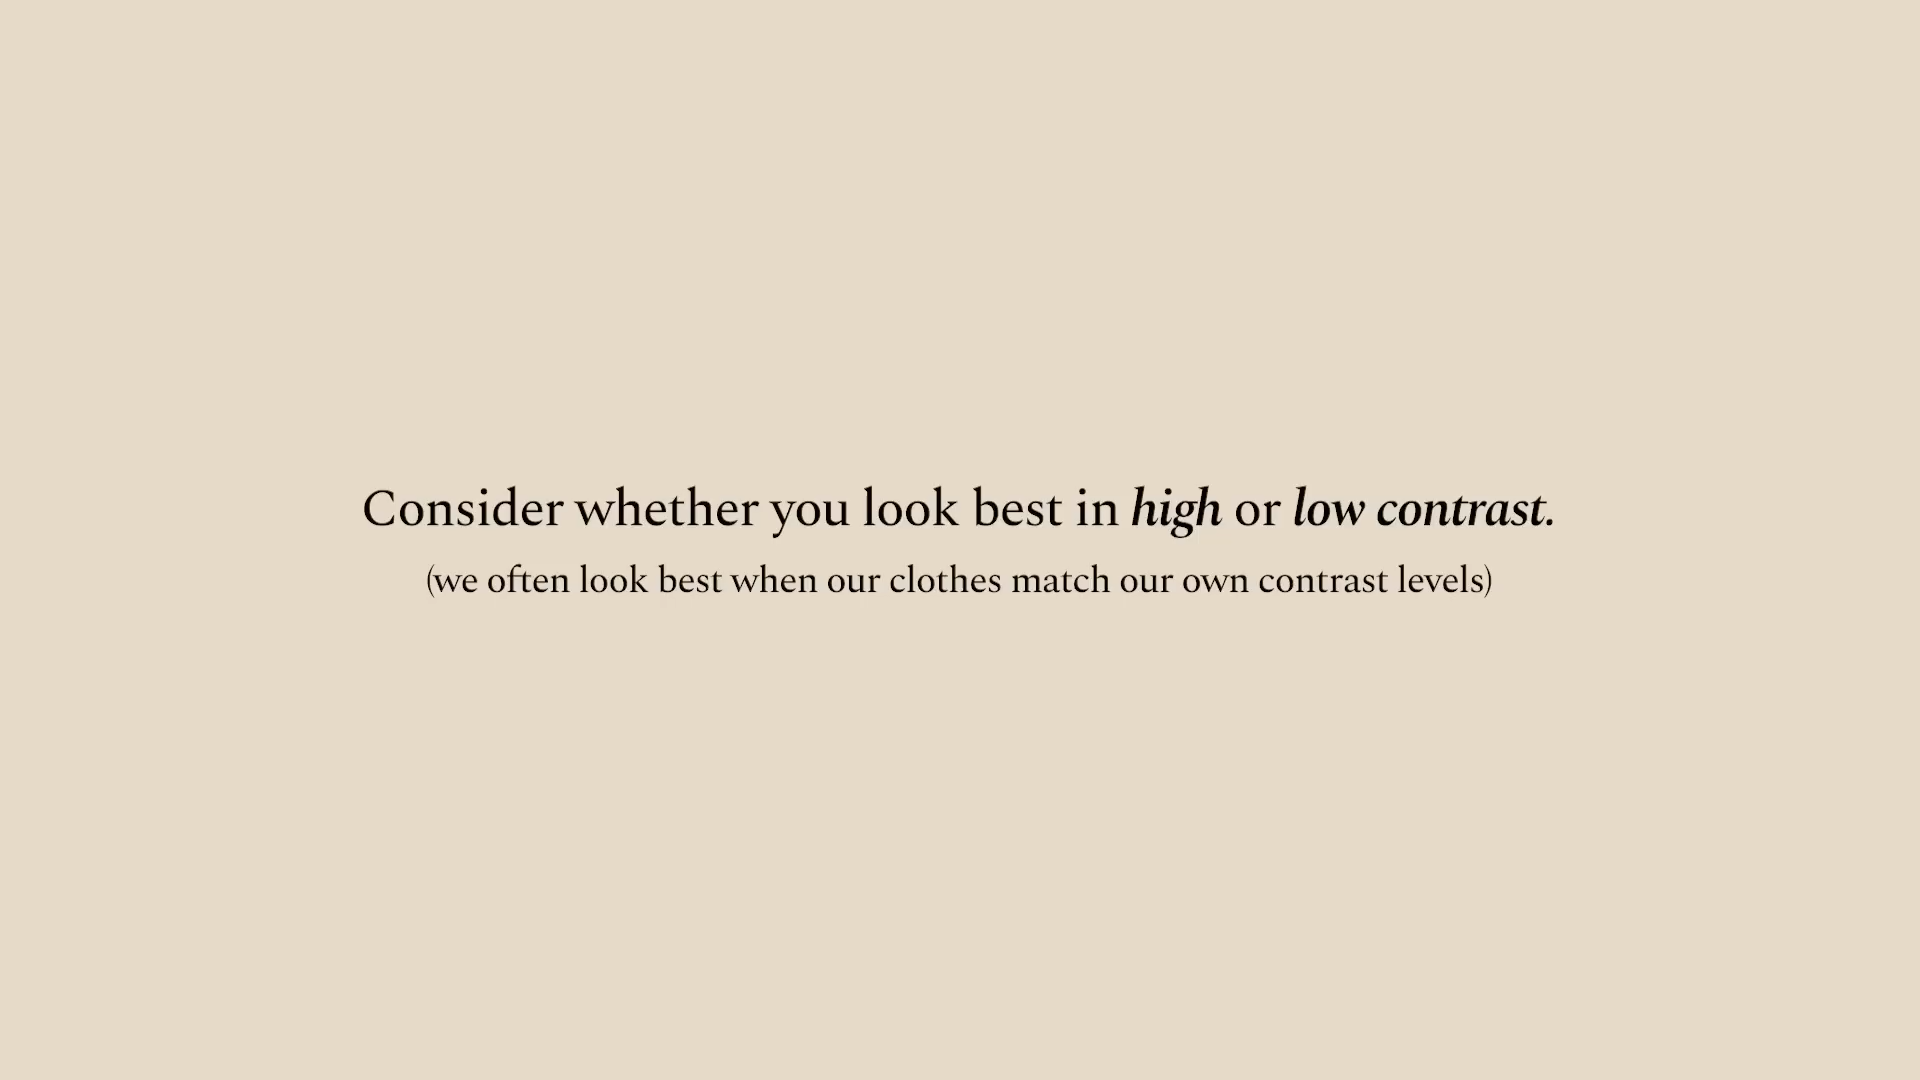 Consider whether you look best in high or low contrast.
(we often look best when our clothes match our own contrast levels)